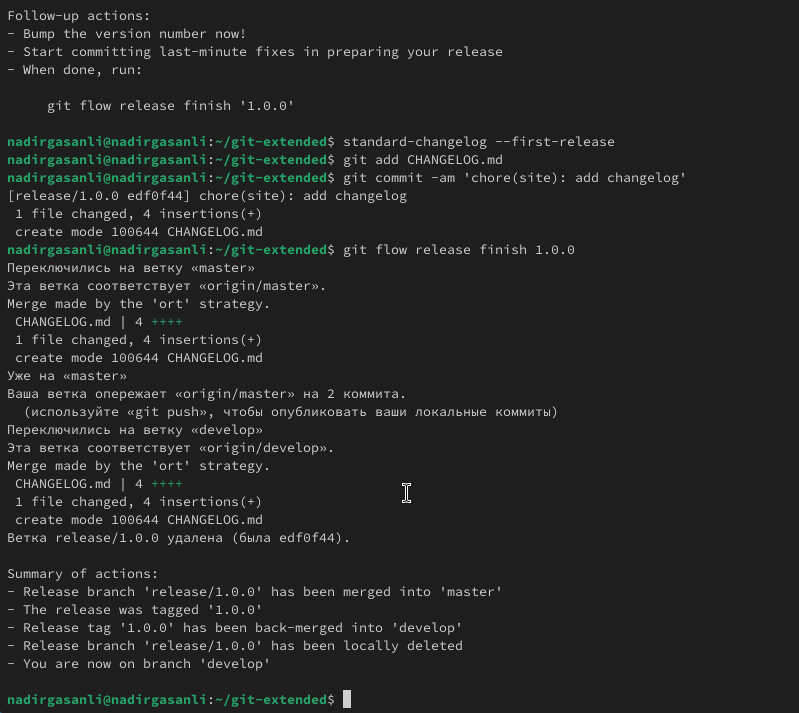 Follow-up actions:
- Bump the version number now!
- Start committing last-minute fixes in preparing your release
- When done, run:
git flow release finish '1.0.0'
nadirgasanli@nadirgasanli:~/git-extended$ standard-changelog --first-release
nadirgasanli@nadirgasanli:~/git-extended$ git add CHANGELOG.md
nadirgasanli@nadirgasanli:~/git-extended$ git commit -am 'chore(site): add changelog'
[release/1.0.0 edf0f44] chore(site): add changelog
1 file changed, 4 insertions(+)
create mode 100644 CHANGELOG.md
nadirgasanli@nadirgasanli:~/git-extended$ git flow release finish 1.0.0
Переключились на ветку «master»
Эта ветка соответствует «origin/master».
Merge made by the 'ort' strategy.
CHANGELOG.md | 4 ++++
1 file changed, 4 insertions(+)
create mode 100644 CHANGELOG.md
Уже на «master»
Ваша ветка опережает «origin/master» на 2 коммита.
(используйте «git push», чтобы опубликовать ваши локальные коммиты)
Переключились на ветку «develop»
Эта ветка соответствует «origin/develop».
Merge made by the 'ort' strategy.
CHANGELOG.md | 4 ++++
1 file changed, 4 insertions(+)
create mode 100644 CHANGELOG.md
Ветка release/1.0.0 удалена (была edf0f44).
Summary of actions:
- Release branch 'release/1.0.0' has been merged into 'master'
- The release was tagged '1.0.0'
- Release tag '1.0.0' has been back-merged into 'develop'
- Release branch 'release/1.0.0' has been locally deleted
- You are now on branch 'develop'
nadirgasanli@nadirgasanli:~/git-extended$